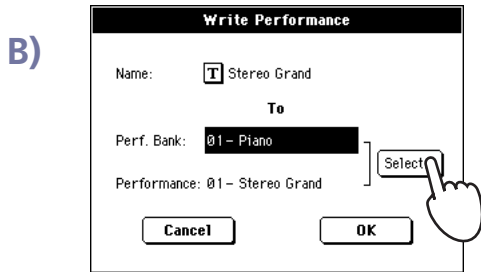 B)
Write Performance
Name: T Stereo Grand
To
Perf. Bank: 01- Piano
Select
Performance: 01- Stereo Grand
Cancel OK